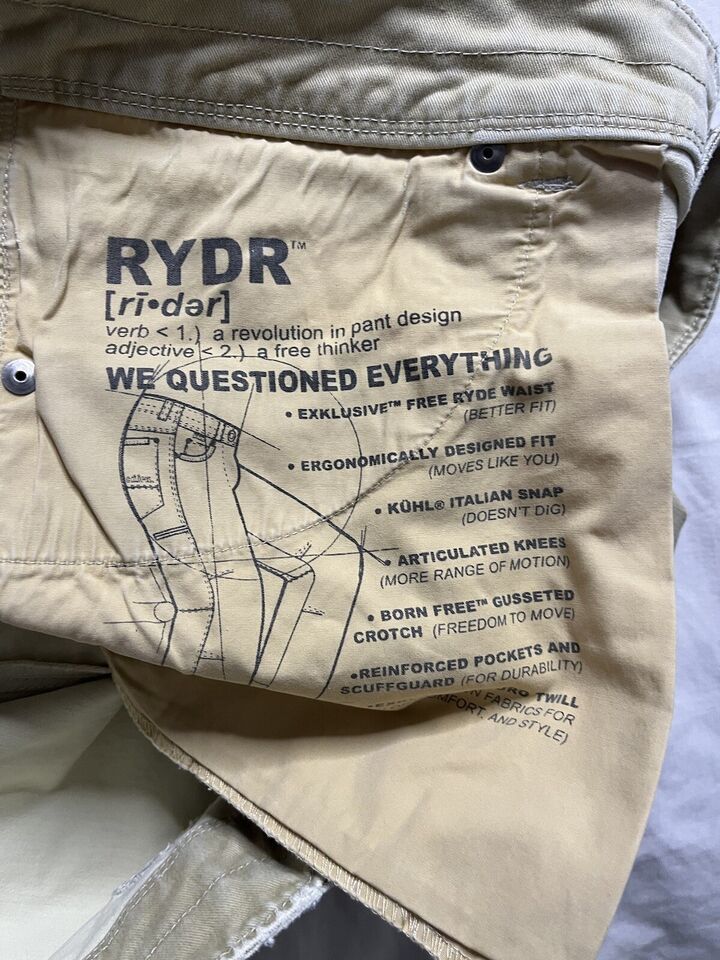 RYDR™
[rī•dər]
verb < 1.) a revolution in pant design
adjective < 2.) a free thinker
WE QUESTIONED EVERYTHING
• EXKLUSIVE™ FREE RYDE WAIST
(BETTER FIT)
• ERGONOMICALLY DESIGNED FIT
(MOVES LIKE YOU)
• KÜHL® ITALIAN SNAP
(DOESN'T DIG)
• ARTICULATED KNEES
(MORE RANGE OF MOTION)
• BORN FREE™ GUSSETED
CROTCH (FREEDOM TO MOVE)
•REINFORCED POCKETS AND
SCUFFGUARD (FOR DURABILITY)
TWILL
FABRICS FOR
AND STYLE)